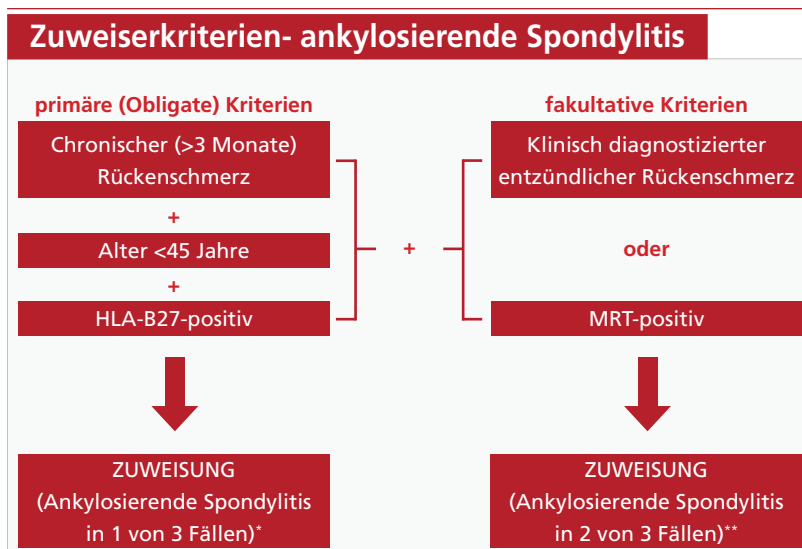 Zuweiserkriterien- ankylosierende Spondylitis
primäre (Obligate) Kriterien
Chronischer (>3 Monate)
Rückenschmerz
+
Alter <45 Jahre
+
HLA-B27-positiv
+
fakultative Kriterien
Klinisch diagnostizierter
entzündlicher Rückenschmerz
oder
MRT-positiv
ZUWEISUNG
(Ankylosierende Spondylitis
in 1 von 3 Fällen)*
ZUWEISUNG
(Ankylosierende Spondylitis
in 2 von 3 Fällen)**